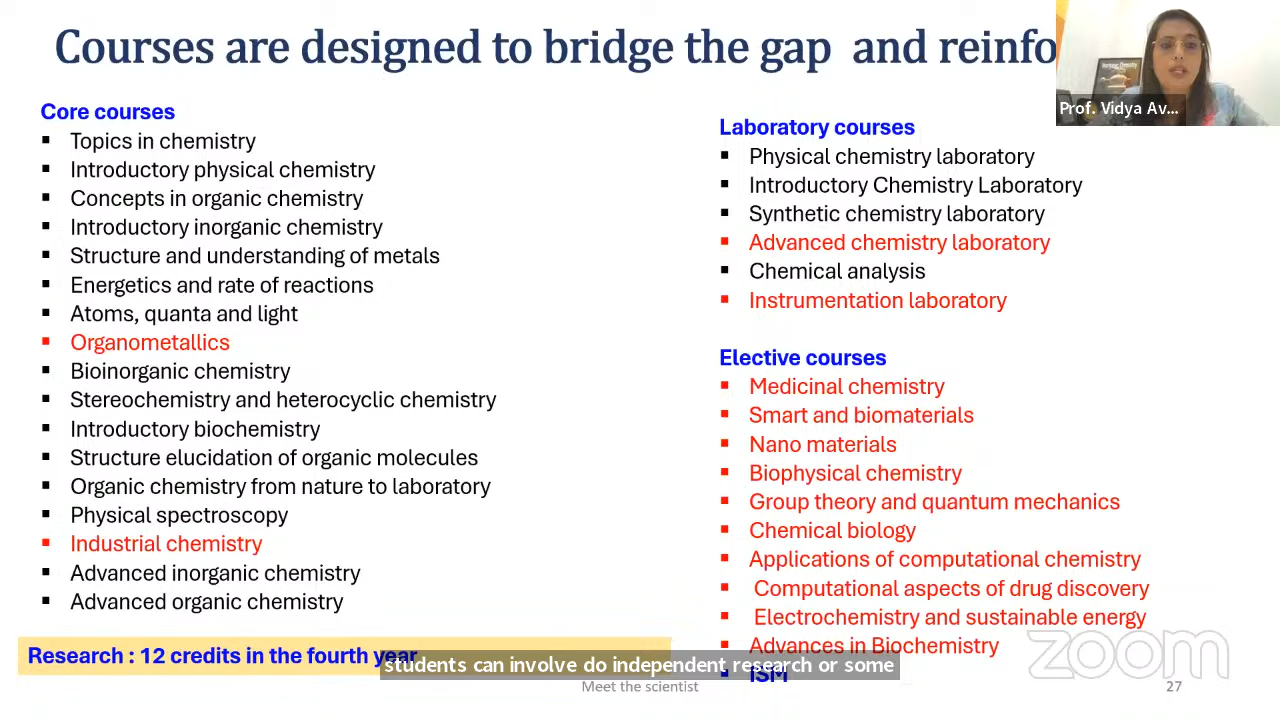 Courses are designed to bridge the gap and reinfo
Prof. Vidya Av...
Core courses
Topics in chemistry
Introductory physical chemistry
Concepts in organic chemistry
Introductory inorganic chemistry
Structure and understanding of metals
Energetics and rate of reactions
Atoms, quanta and light
Organometallics
Bioinorganic chemistry
Stereochemistry and heterocyclic chemistry
Introductory biochemistry
Structure elucidation of organic molecules
Organic chemistry from nature to laboratory
Physical spectroscopy
Industrial chemistry
Advanced inorganic chemistry
Advanced organic chemistry
Research : 12 credits in the fourth year
Laboratory courses
Physical chemistry laboratory
Introductory Chemistry Laboratory
Synthetic chemistry laboratory
Advanced chemistry laboratory
Chemical analysis
Instrumentation laboratory
Elective courses
Medicinal chemistry
Smart and biomaterials
Nano materials
Biophysical chemistry
Group theory and quantum mechanics
Chemical biology
Applications of computational chemistry
Computational aspects of drug discovery
Electrochemistry and sustainable energy
Advances in Biochemistry
ISM
students can involve do independent research or some
Meet the scientist
27
zoom